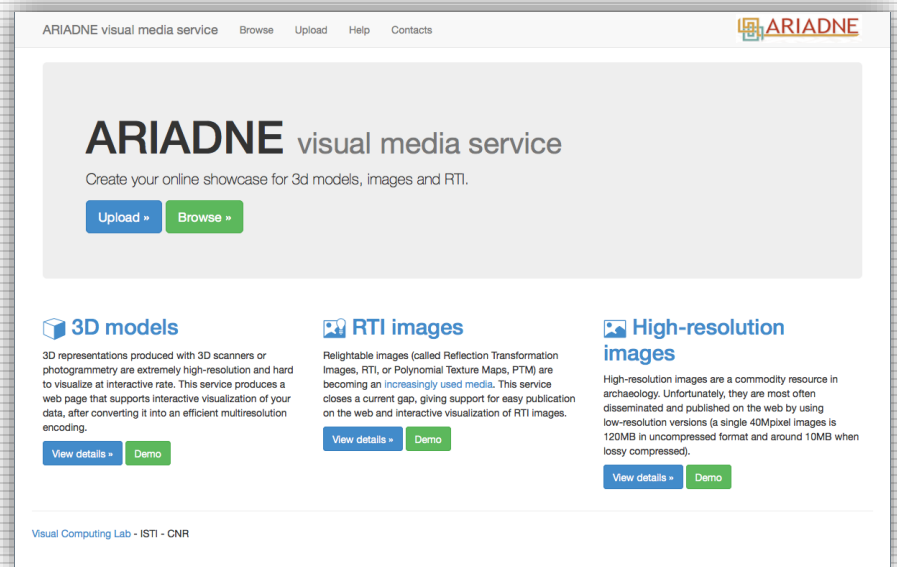 ARIADNE visual media service Browse Upload Help Contacts ARIADNE
ARIADNE visual media service
Create your online showcase for 3d models, images and RTI.
Upload » Browse »
3D models
3D representations produced with 3D scanners or
photogrammetry are extremely high-resolution and hard
to visualize at interactive rate. This service produces a
web page that supports interactive visualization of your
data, after converting it into an efficient multiresolution
encoding.
View details » Demo
RTI images
Relightable images (called Reflection Transformation
Images, RTI, or Polynomial Texture Maps, PTM) are
becoming an increasingly used media. This service
closes a current gap, giving support for easy publication
on the web and interactive visualization of RTI images.
View details » Demo
High-resolution
images
High-resolution images are a commodity resource in
archaeology. Unfortunately, they are most often
disseminated and published on the web by using
low-resolution versions (a single 40Mpixel images is
120MB in uncompressed format and around 10MB when
lossy compressed).
View details » Demo
Visual Computing Lab - ISTI - CNR